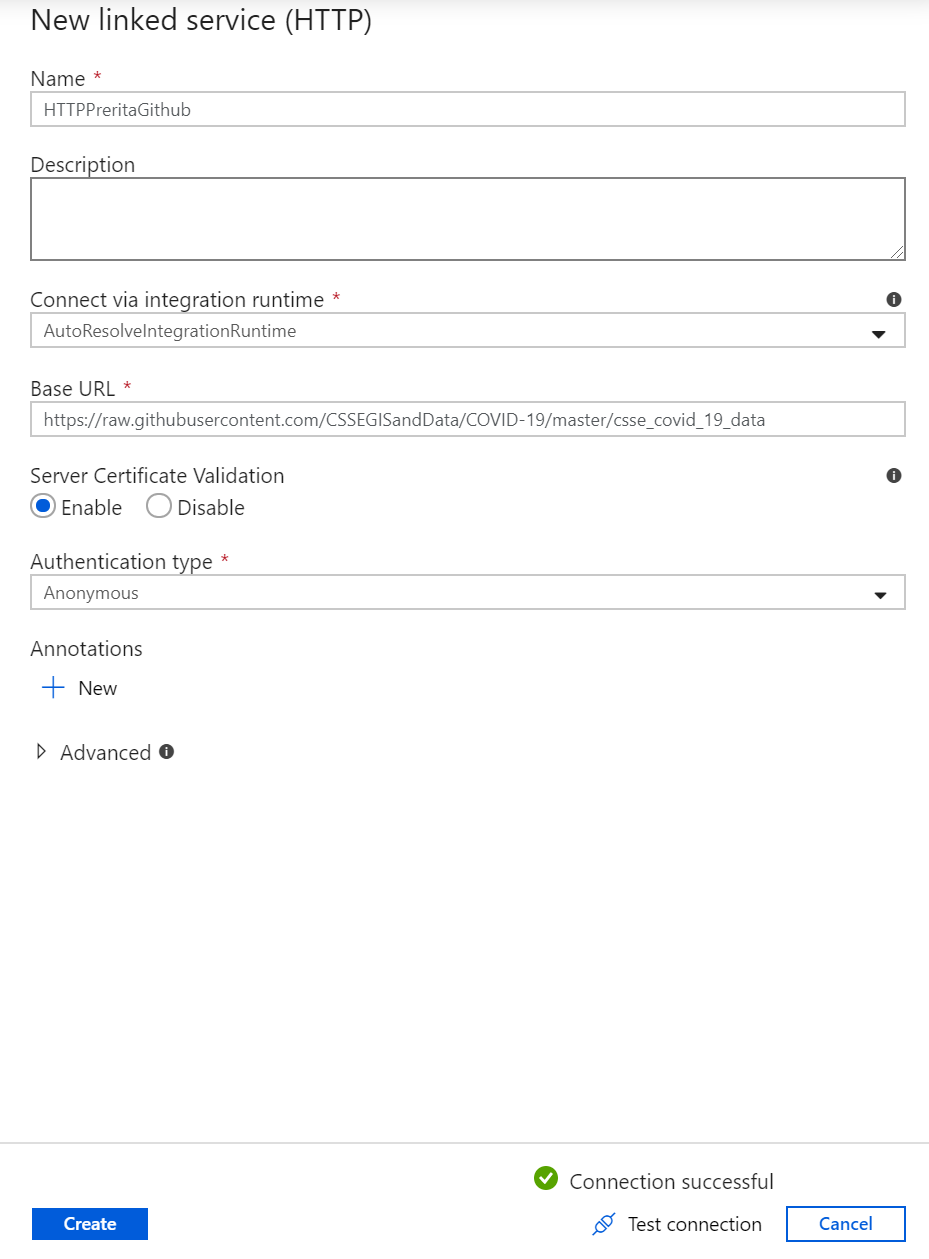 New linked service (HTTP)
Name *
HTTPPreritaGithub
Description
Connect via integration runtime *
AutoResolveIntegrationRuntime
Base URL *
https://raw.githubusercontent.com/CSSEGISandData/COVID-19/master/csse_covid_19_data
Server Certificate Validation
Enable Disable
Authentication type *
Anonymous
Annotations
New
Advanced
Connection successful
Create Test connection Cancel